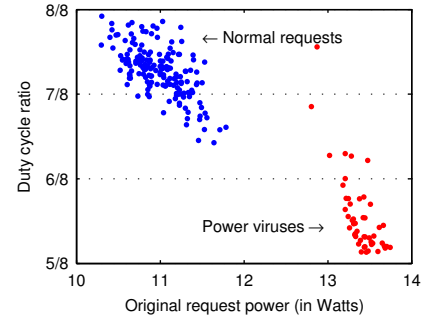 8/8
← Normal requests
7/8
Duty cycle ratio
6/8
Power viruses →
5/8
10 11 12 13 14
Original request power (in Watts)